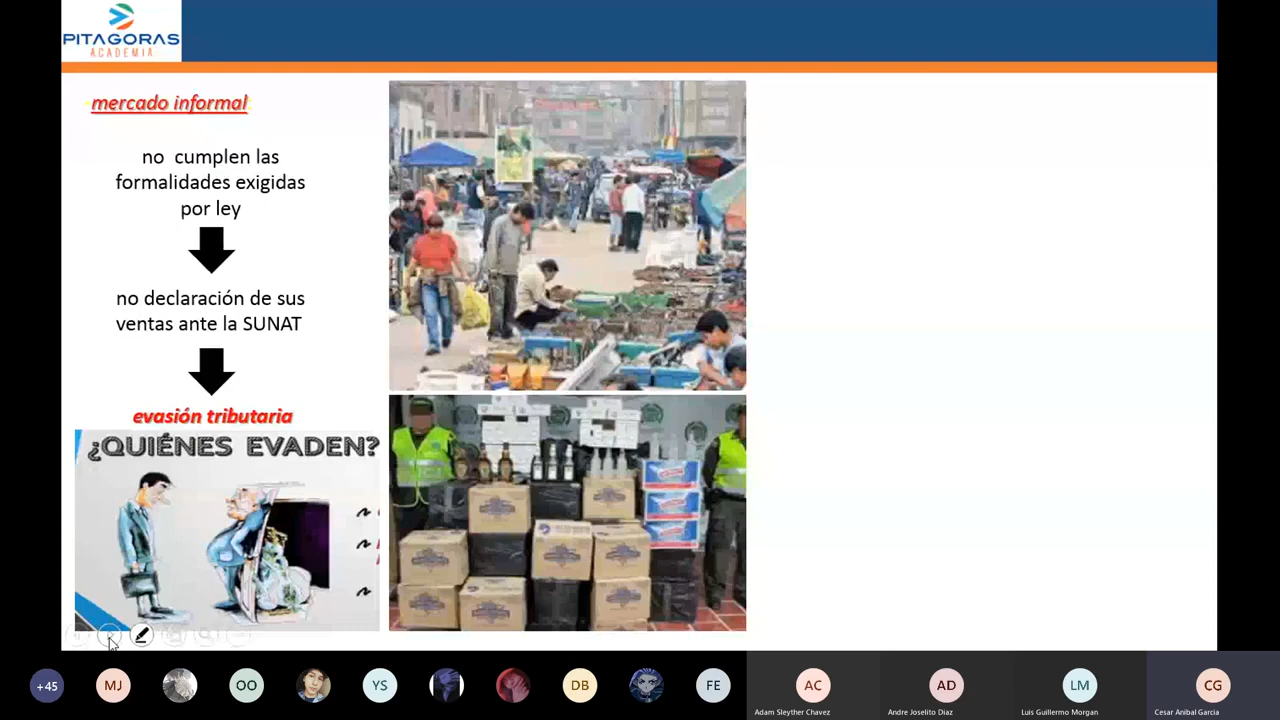 PITAGORAS
ACADEMIA
mercado informal
no cumplen las
formalidades exigidas
por ley
no declaración de sus
ventas ante la SUNAT
evasión tributaria
¿QUIÉNES EVADEN?
+45
MJ
OO
YS
DB
FE
AC
AD
LM
CG
Adam Sleyther Chavez
Andre Joselito Diaz
Luis Guillermo Morgan
Cesar Anibal Garcia